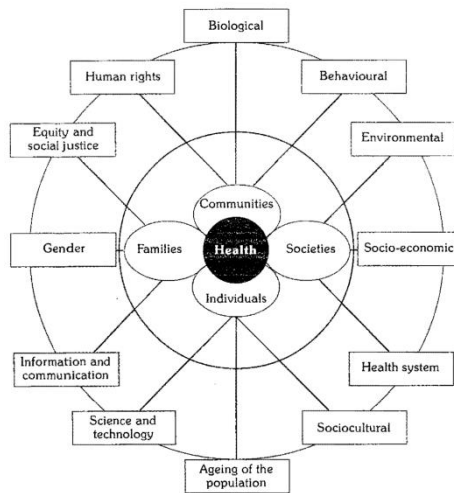 Biological
Human rights
Behavioural
Equity and
social justice
Environmental
Communities
Gender
Families
Health
Societies
Socio-economic
Individuals
Information and
communication
Health system
Science and
technology
Sociocultural
Ageing of the
population